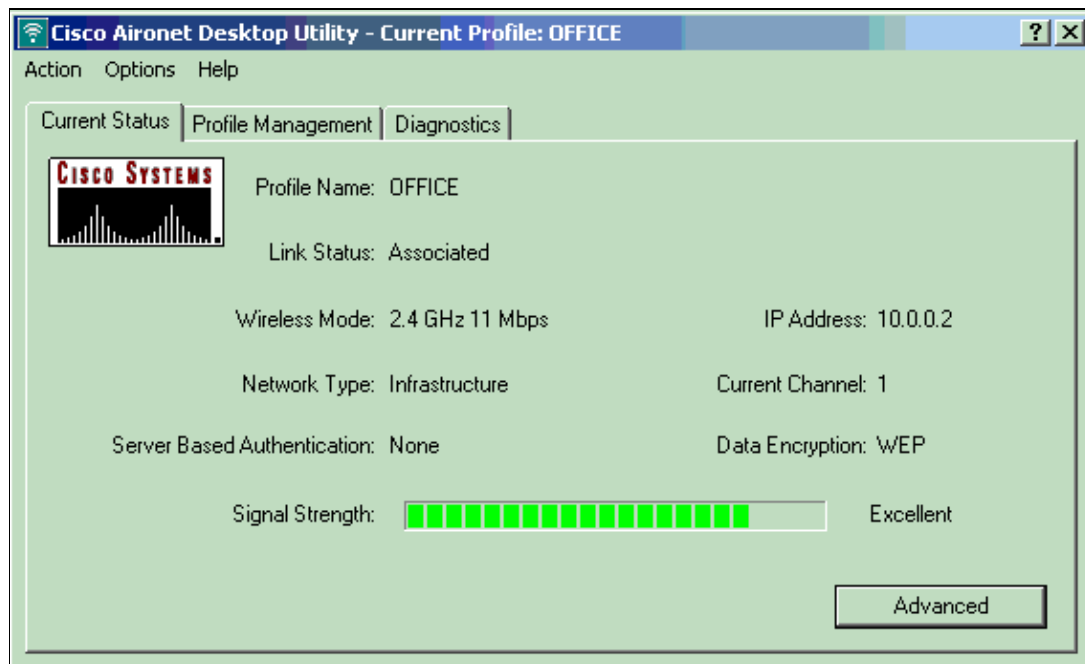 Cisco Aironet Desktop Utility - Current Profile: OFFICE
Action Options Help
Current Status Profile Management Diagnostics
CISCO SYSTEMS
Profile Name: OFFICE
Link Status: Associated
Wireless Mode: 2.4 GHz 11 Mbps IP Address: 10.0.0.2
Network Type: Infrastructure Current Channel: 1
Server Based Authentication: None Data Encryption: WEP
Signal Strength: Excellent
Advanced